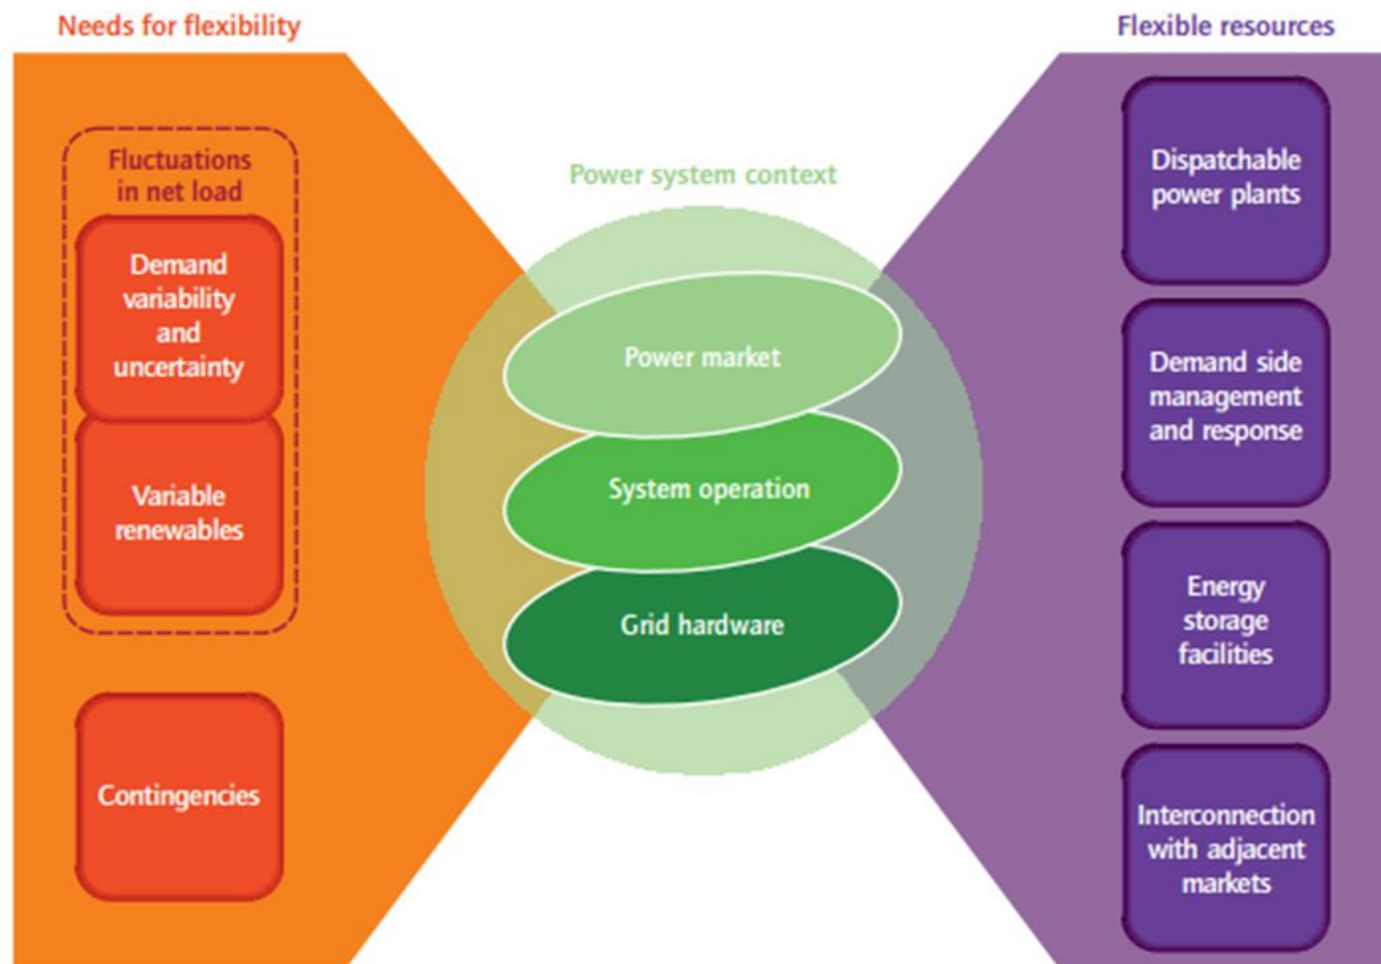 Needs for flexibility
Fluctuations
in net load
Demand
variability
and
uncertainty
Variable
renewables
Contingencies
Power system context
Power market
System operation
Grid hardware
Flexible resources
Dispatchable
power plants
Demand side
management
and response
Energy
storage
facilities
Interconnection
with adjacent
markets